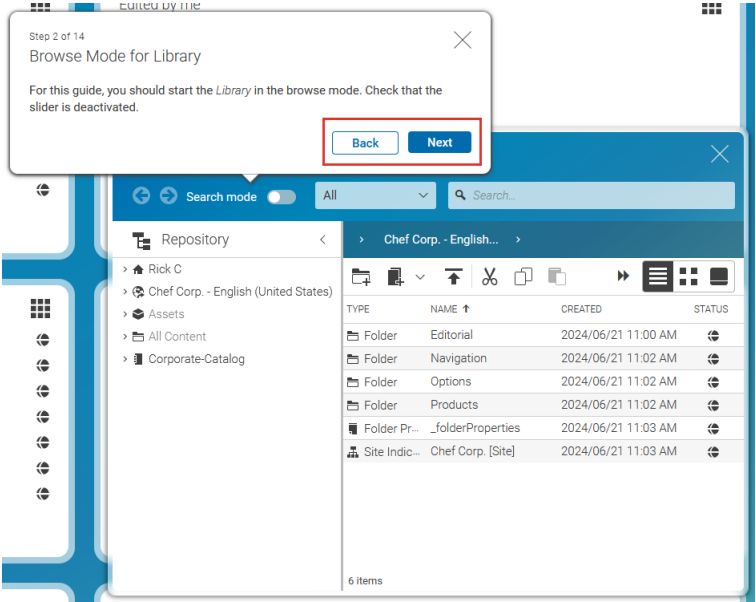 Edited by me
Step 2 of 14
Browse Mode for Library
For this guide, you should start the Library in the browse mode. Check that the
slider is deactivated.
Back Next
Search mode All Search...
Repository
Chef Corp. - English...
Rick C
Chef Corp. - English (United States)
Assets
All Content
Corporate-Catalog
TYPE NAME CREATED STATUS
Folder Editorial 2024/06/21 11:00 AM
Folder Navigation 2024/06/21 11:02 AM
Folder Options 2024/06/21 11:02 AM
Folder Products 2024/06/21 11:02 AM
Folder Pr... _folderProperties 2024/06/21 11:03 AM
Site Indic... Chef Corp. [Site] 2024/06/21 11:03 AM
6 items